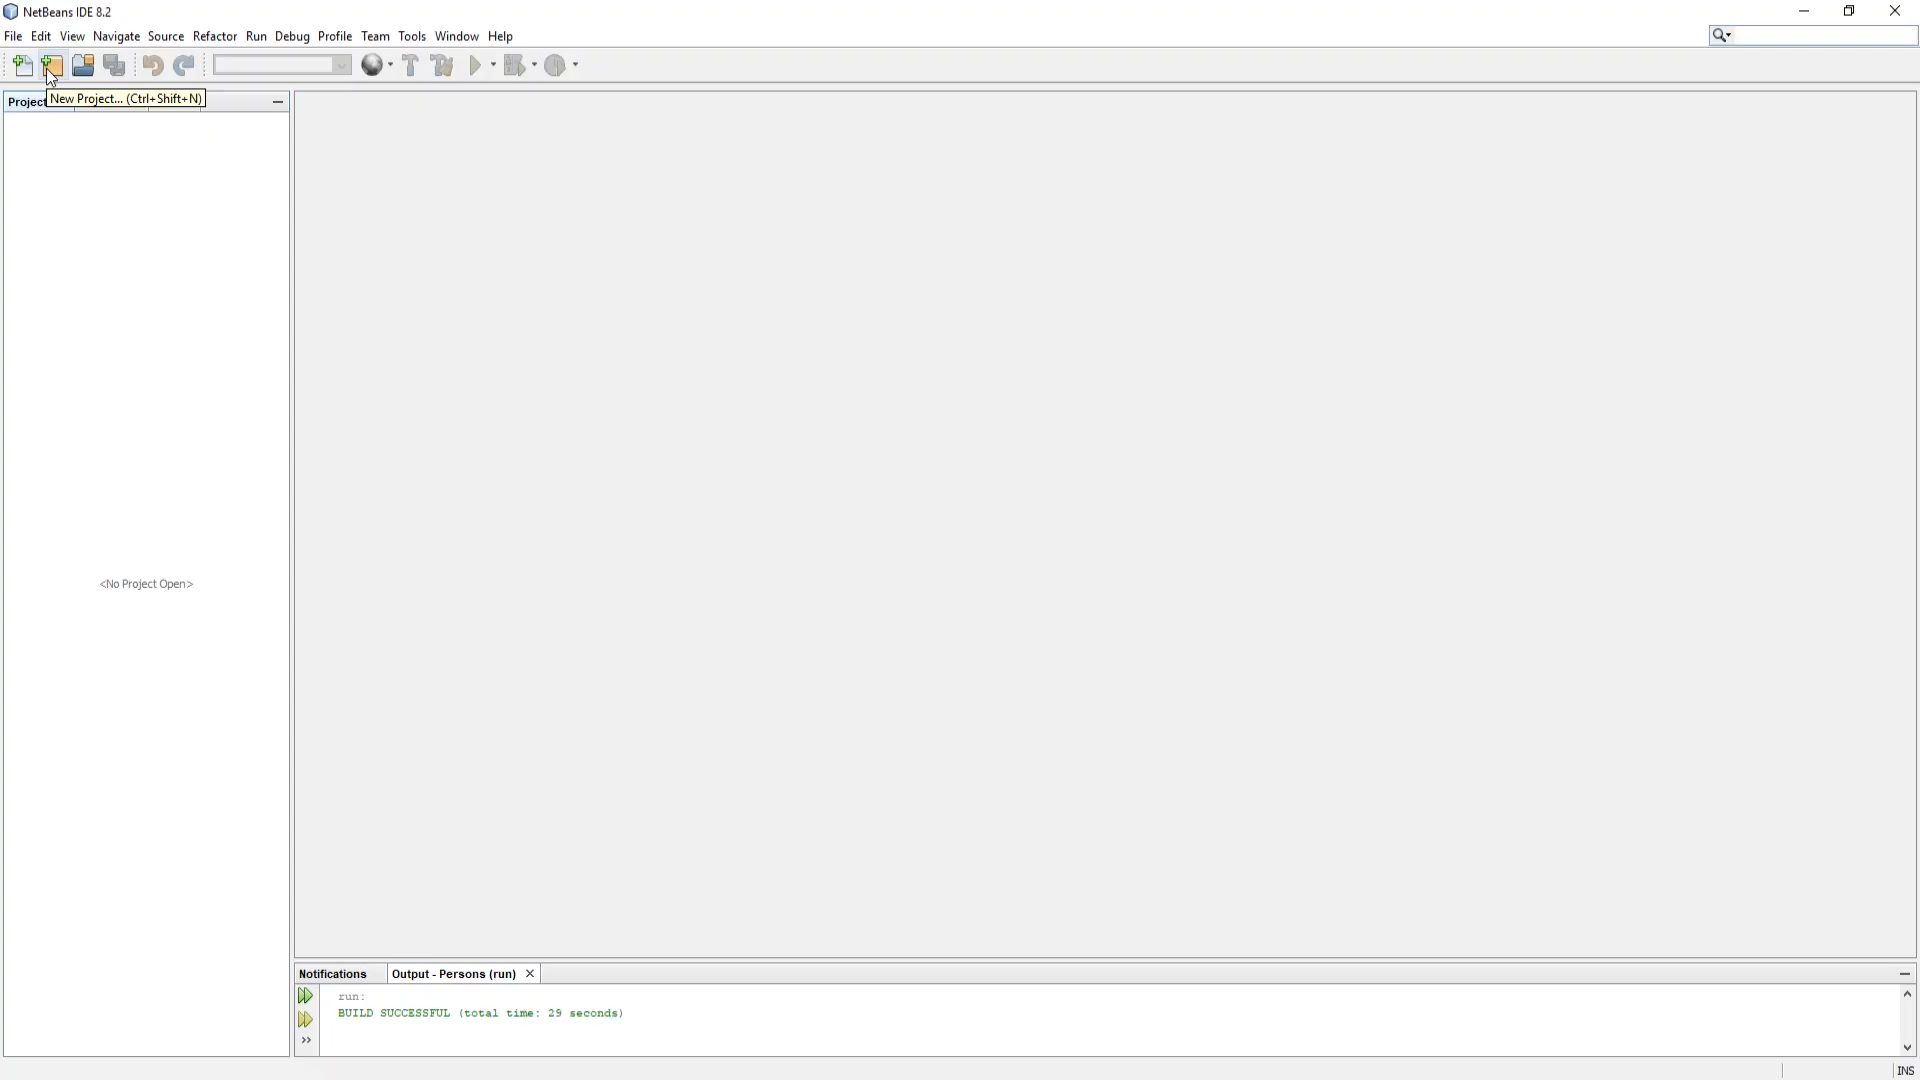 NetBeans IDE 8.2
File Edit View Navigate Source Refactor Run Debug Profile Team Tools Window Help
Project
New Project... (Ctrl+Shift+N)
<No Project Open>
Notifications Output - Persons (run)
run:
BUILD SUCCESSFUL (total time: 29 seconds)
INS